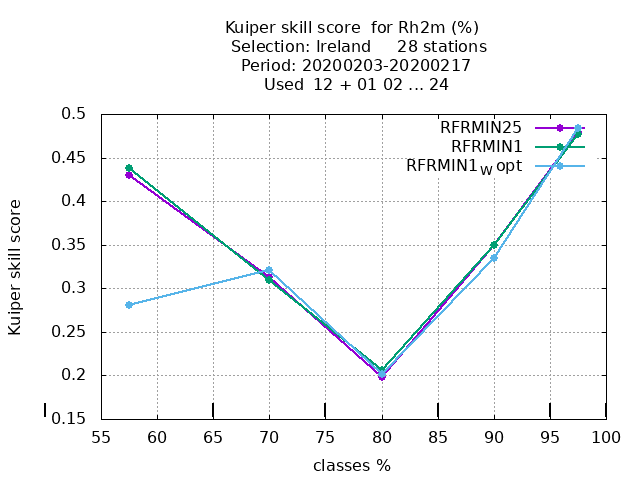 Kuiper skill score  for Rh2m (%)
Selection: Ireland     28 stations
Period: 20200203-20200217
Used  12 + 01 02 ... 24
RFRMIN25
RFRMIN1
RFRMIN1W opt
0.5
0.45
0.4
0.35
0.3
0.25
0.2
0.15
Kuiper skill score
55 60 65 70 75 80 85 90 95 100
classes %